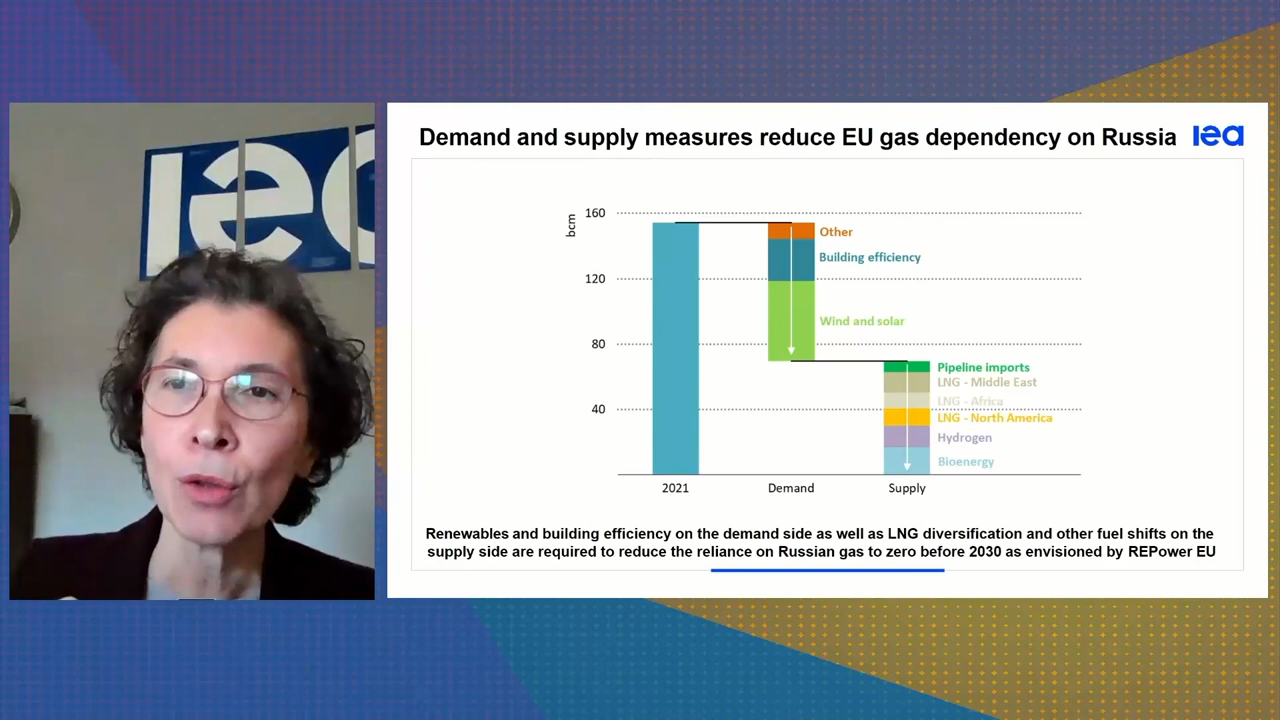 iea
Demand and supply measures reduce EU gas dependency on Russia
iea
bcm
160
120
80
40
Other
Building efficiency
Wind and solar
Pipeline imports
LNG - Middle East
LNG - Africa
LNG - North America
Hydrogen
Bioenergy
2021
Demand
Supply
Renewables and building efficiency on the demand side as well as LNG diversification and other fuel shifts on the
supply side are required to reduce the reliance on Russian gas to zero before 2030 as envisioned by REPower EU